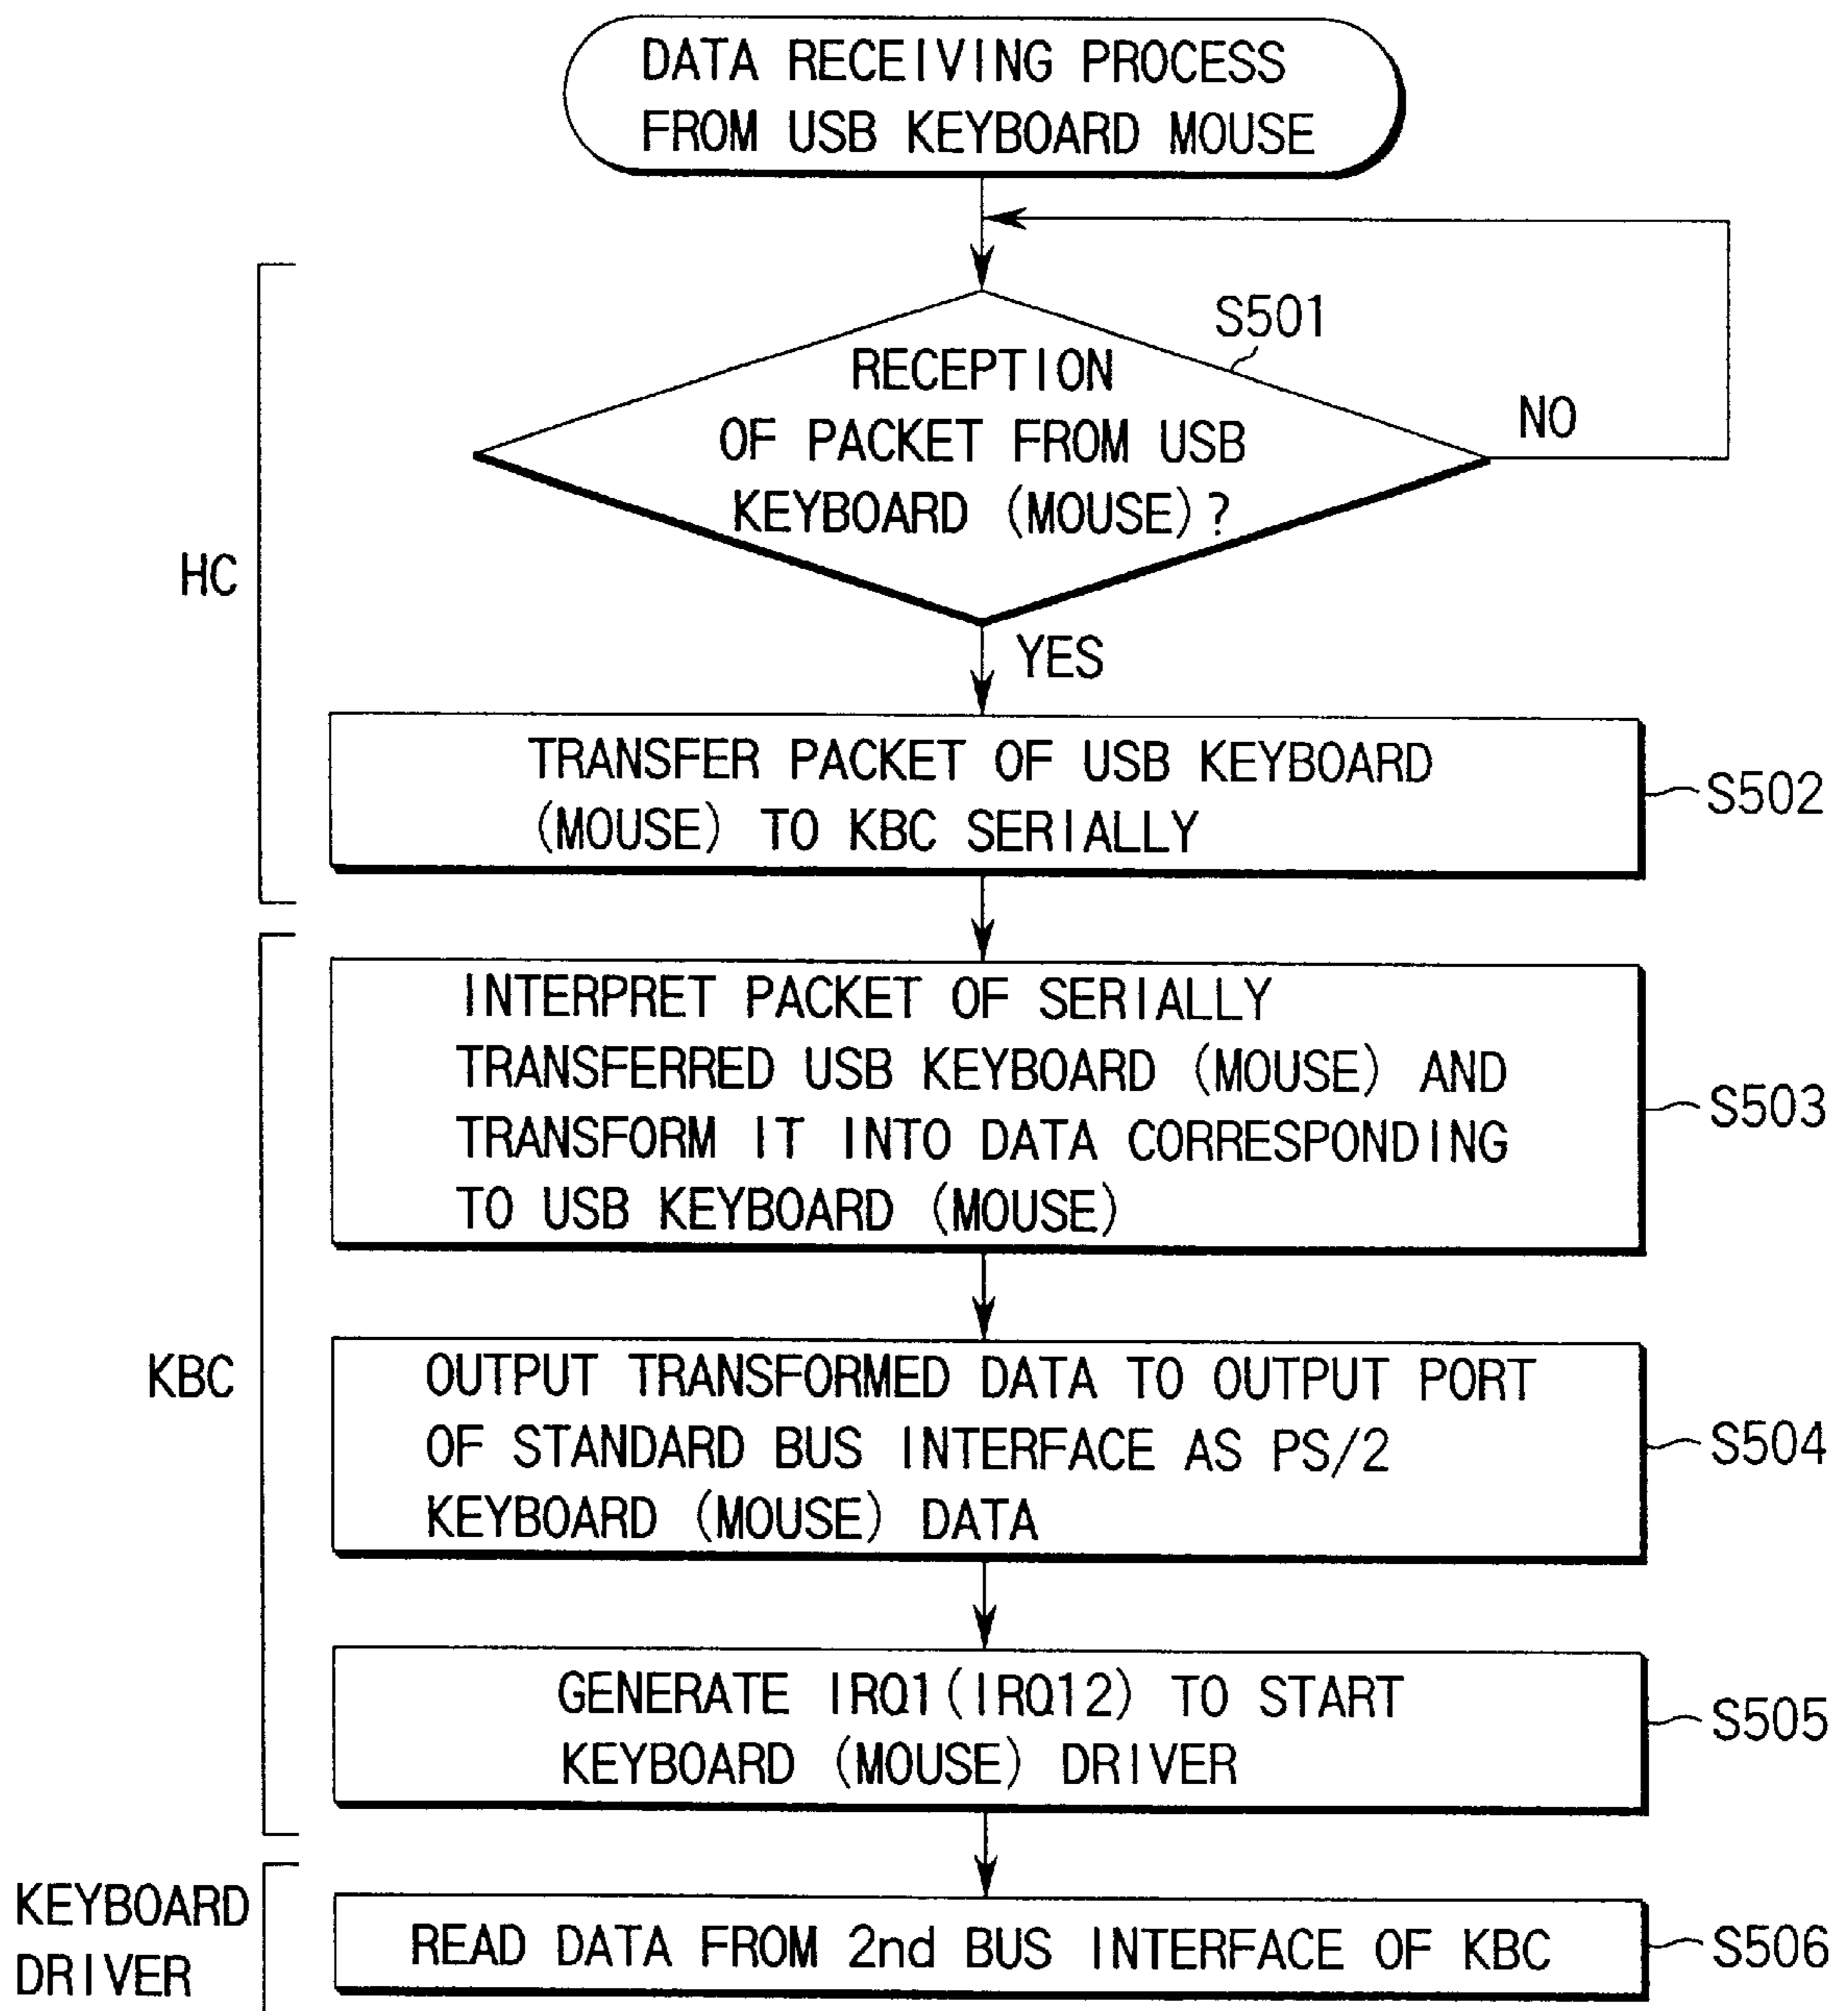 DATA RECEIVING PROCESS
FROM USB KEYBOARD MOUSE
S501
RECEPTION
OF PACKET FROM USB
KEYBOARD (MOUSE)?
NO
HC
YES
TRANSFER PACKET OF USB KEYBOARD
(MOUSE) TO KBC SERIALLY
S502
INTERPRET PACKET OF SERIALLY
TRANSFERRED USB KEYBOARD (MOUSE) AND
TRANSFORM IT INTO DATA CORRESPONDING
TO USB KEYBOARD (MOUSE)
S503
KBC
OUTPUT TRANSFORMED DATA TO OUTPUT PORT
OF STANDARD BUS INTERFACE AS PS/2
KEYBOARD (MOUSE) DATA
S504
GENERATE IRQ1(IRQ12) TO START
KEYBOARD (MOUSE) DRIVER
S505
KEYBOARD
DRIVER
READ DATA FROM 2nd BUS INTERFACE OF KBC
S506